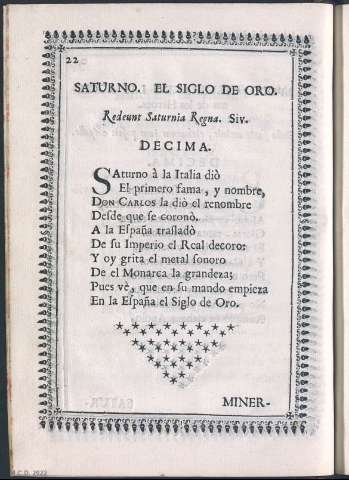 22
SATURNO. EL SIGLO DE ORO.
Redeunt Saturnia Regna. Siv.
DECIMA.
SAturno à la Italia diò
El primero fama, y nombre,
DON CARLOS la diò el renombre
Desde que se coronò.
A la España trasladò
De su Imperio el Real decoro:
Y oy grita el metal sonoro
De el Monarca la grandeza;
Pues vè, que en su mando empieza
En la España el Siglo de Oro.
MINER-
B.C.D. 2022